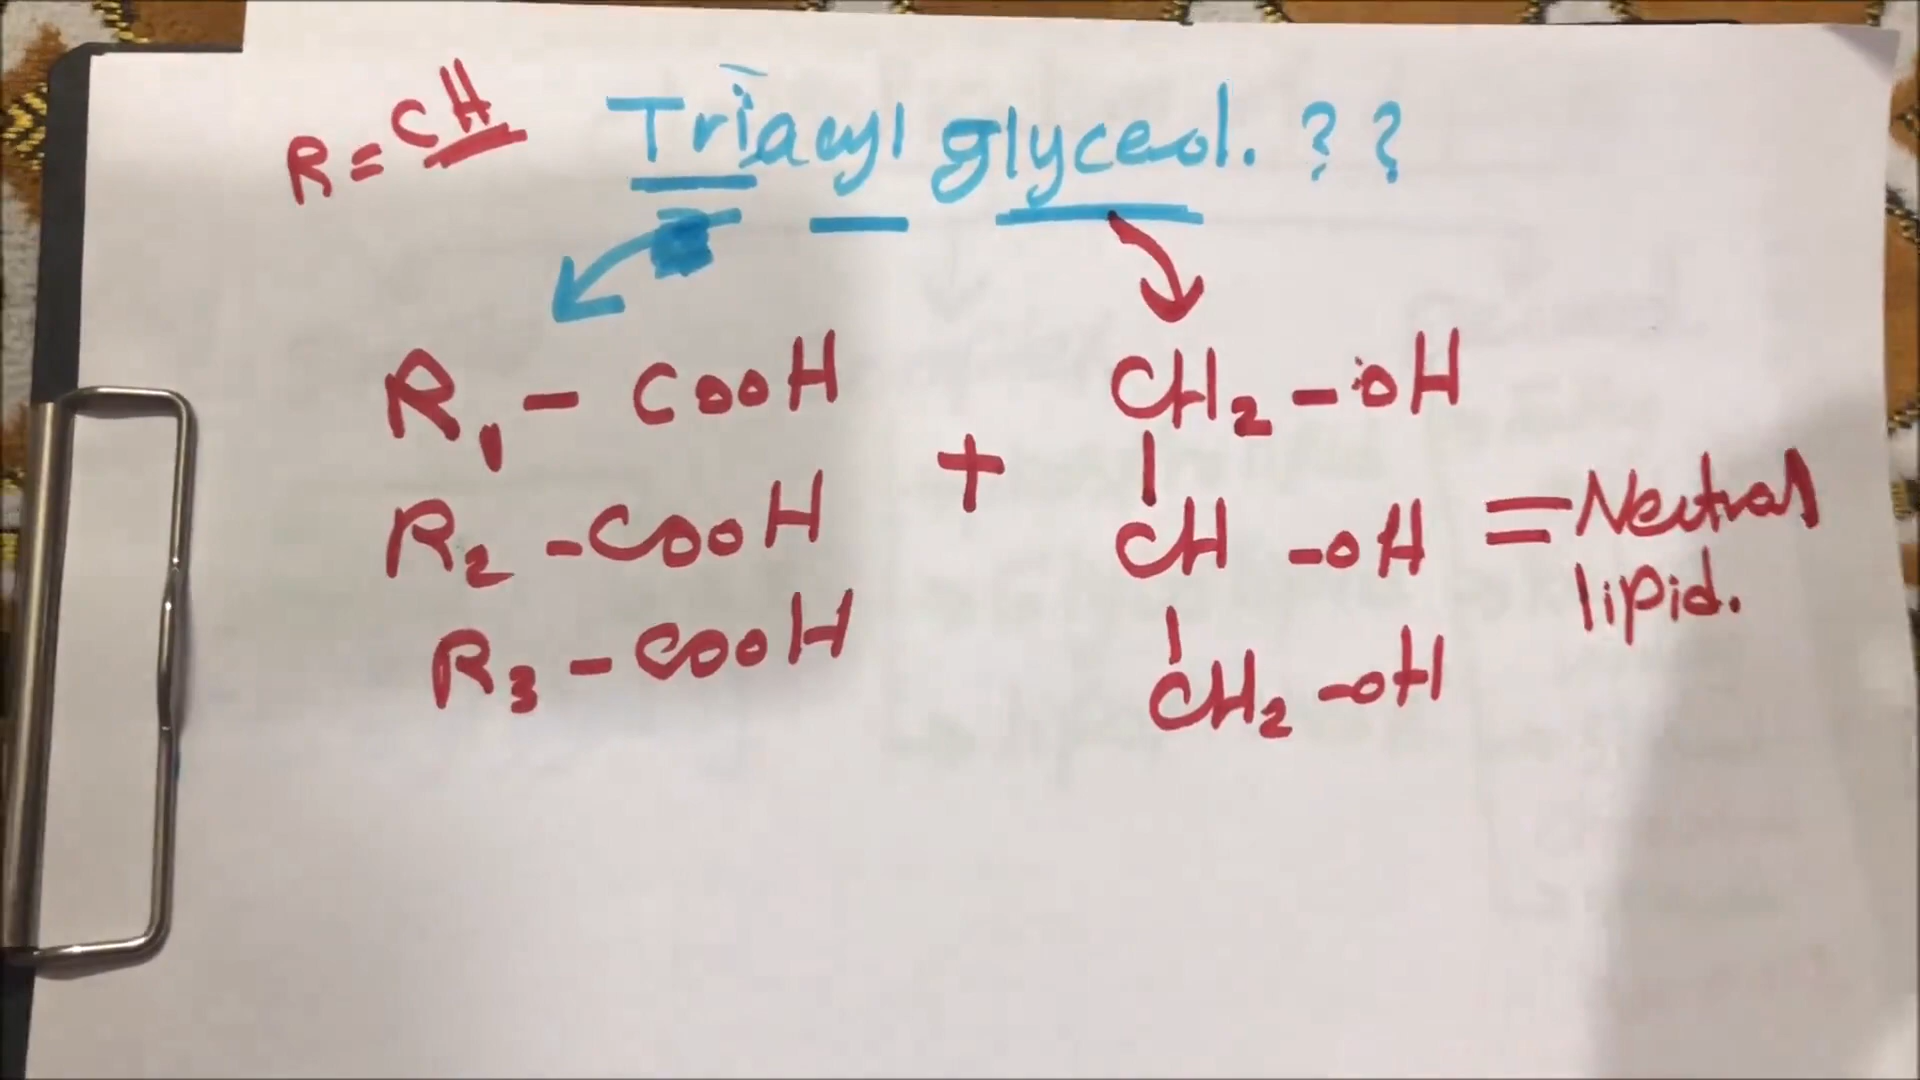 R = CH
Triacyl glyceol. ??
R1 - COOH
R2 - COOH
R3 - COOH
+
CH2 - OH
CH - OH
CH2 - OH
= Neutral
lipid.